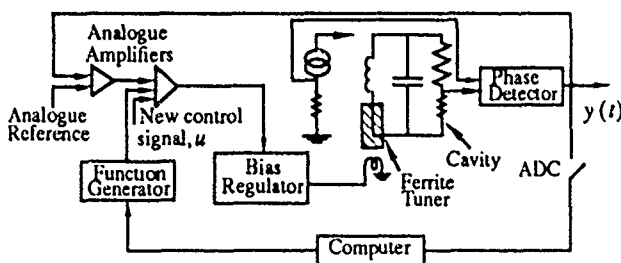 Analogue
Amplifiers
Analogue
Reference
New control
signal, u
Function
Generator
Bias
Regulator
Ferrite
Tuner
Cavity
Phase
Detector
y(t)
ADC
Computer